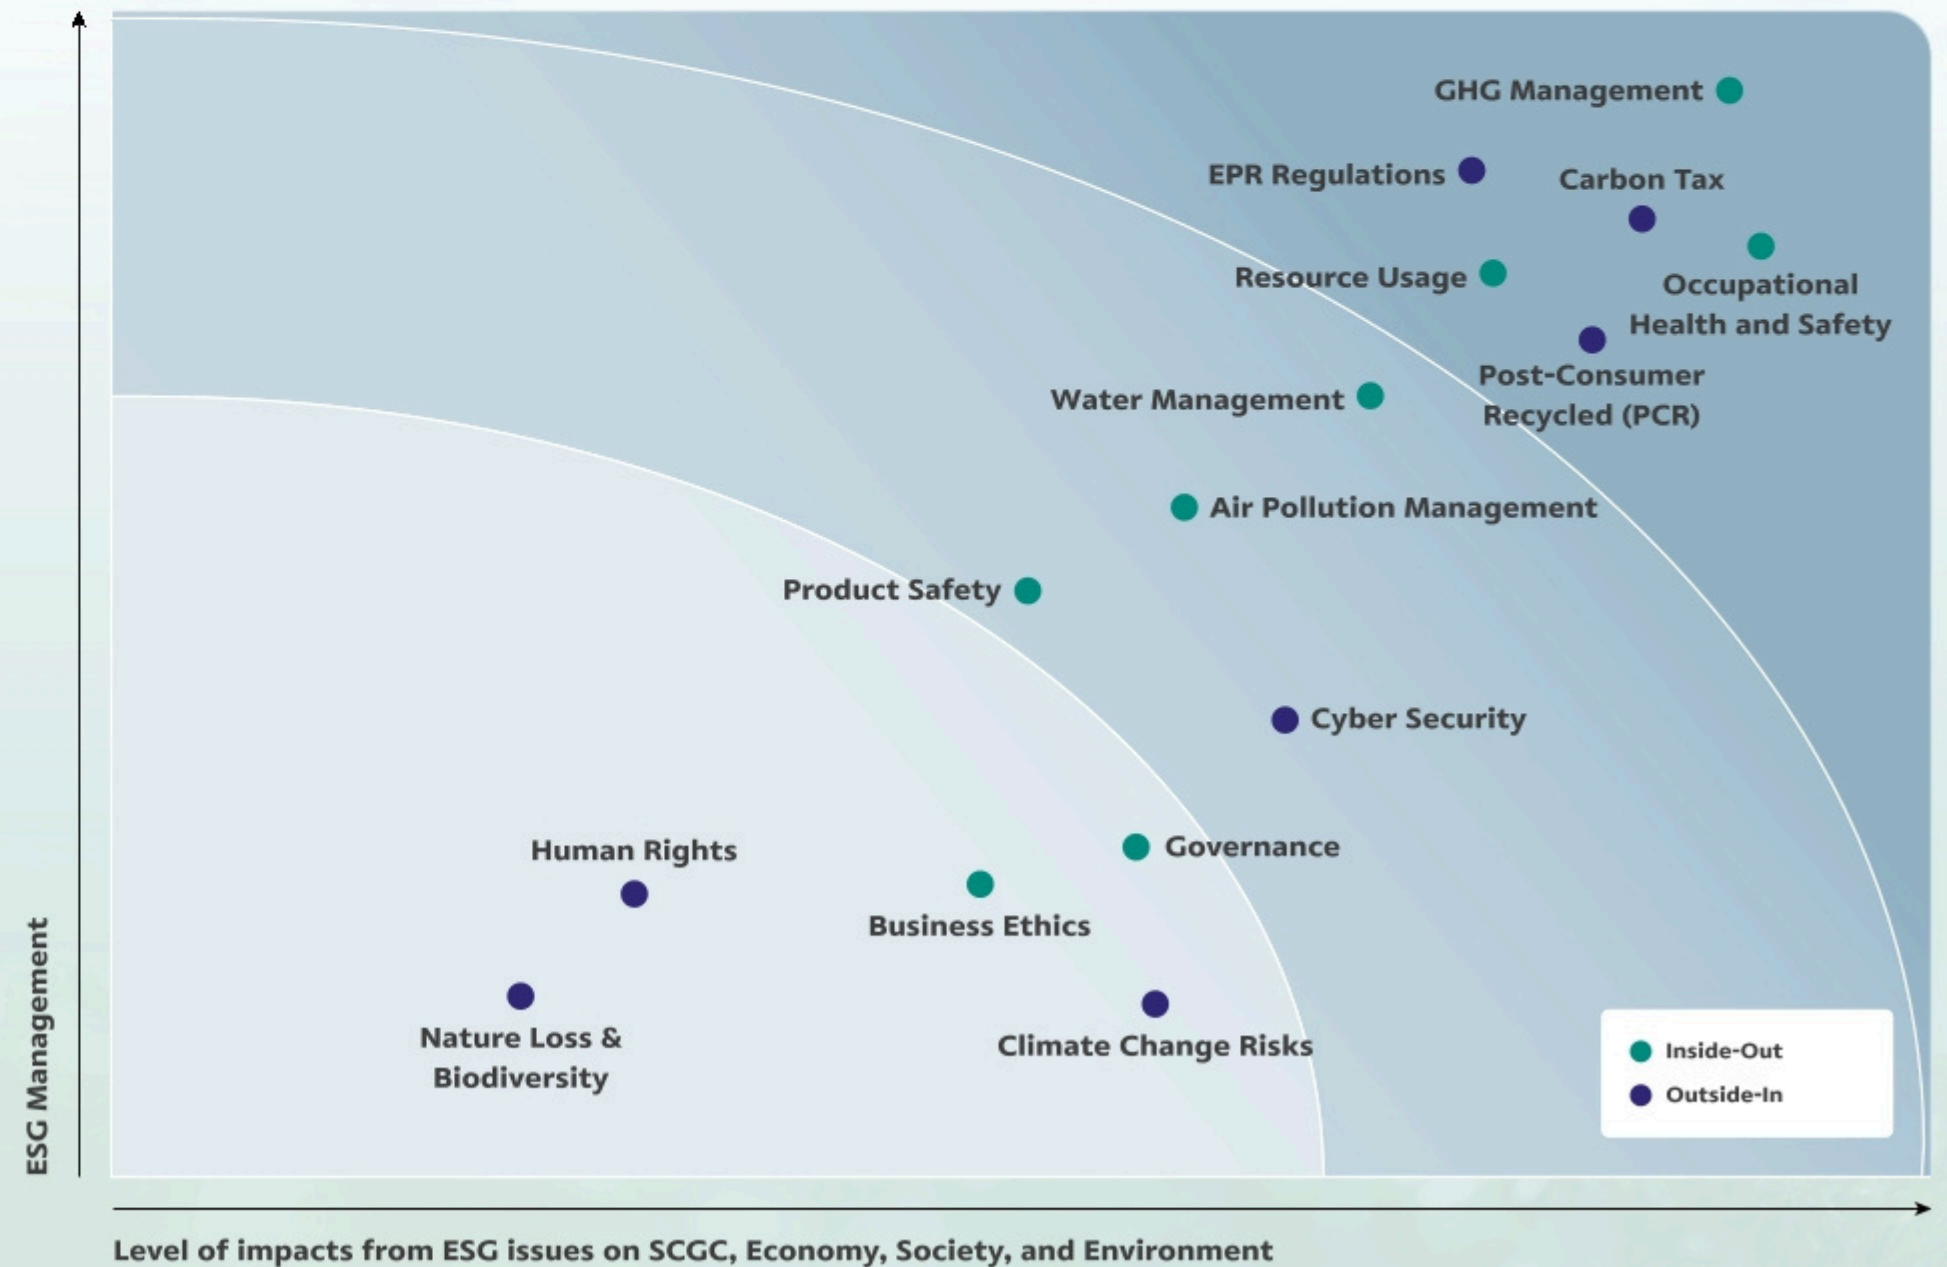 GHG Management
EPR Regulations
Carbon Tax
Resource Usage
Occupational
Health and Safety
Post-Consumer
Recycled (PCR)
Water Management
Air Pollution Management
Product Safety
Cyber Security
Governance
Human Rights
Business Ethics
Nature Loss &
Biodiversity
Climate Change Risks
Inside-Out
Outside-In
ESG Management
Level of impacts from ESG issues on SCGC, Economy, Society, and Environment